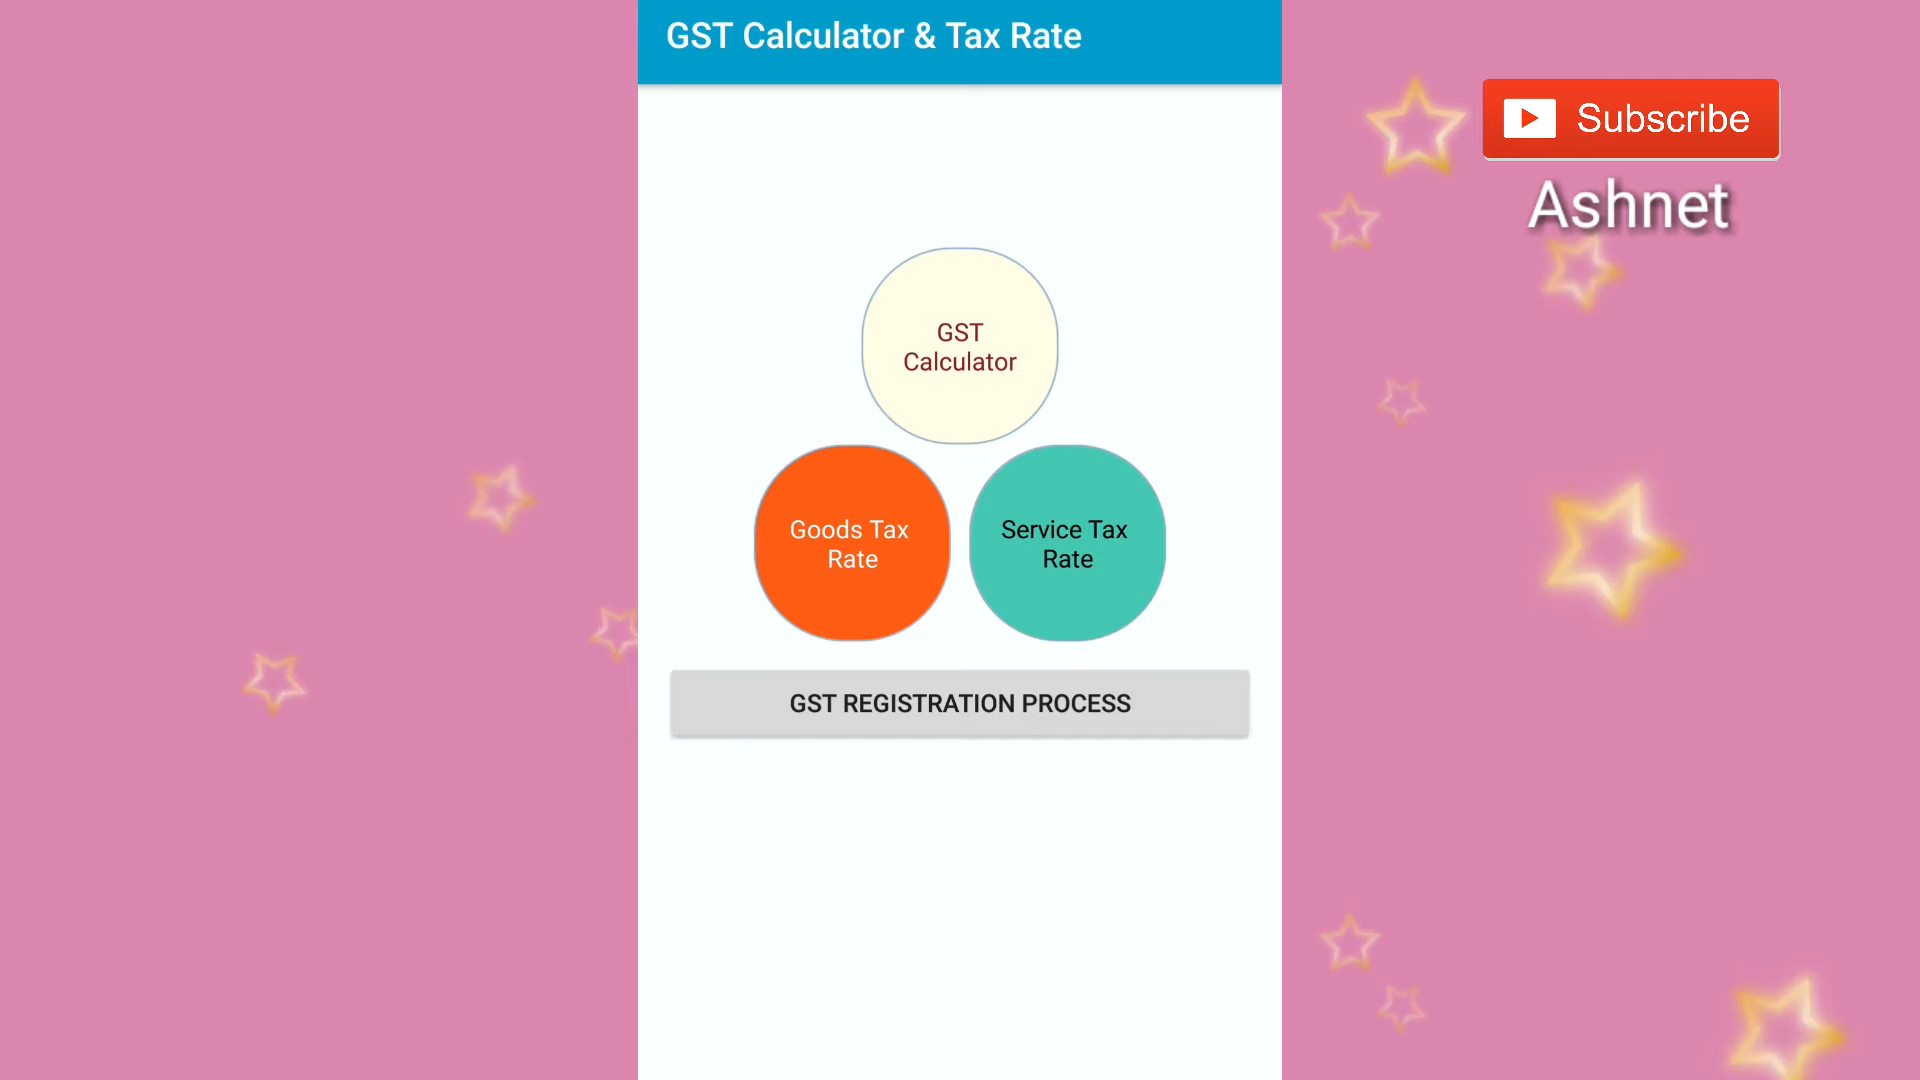 GST Calculator & Tax Rate
Subscribe
Ashnet
GST
Calculator
Goods Tax
Rate
Service Tax
Rate
GST REGISTRATION PROCESS